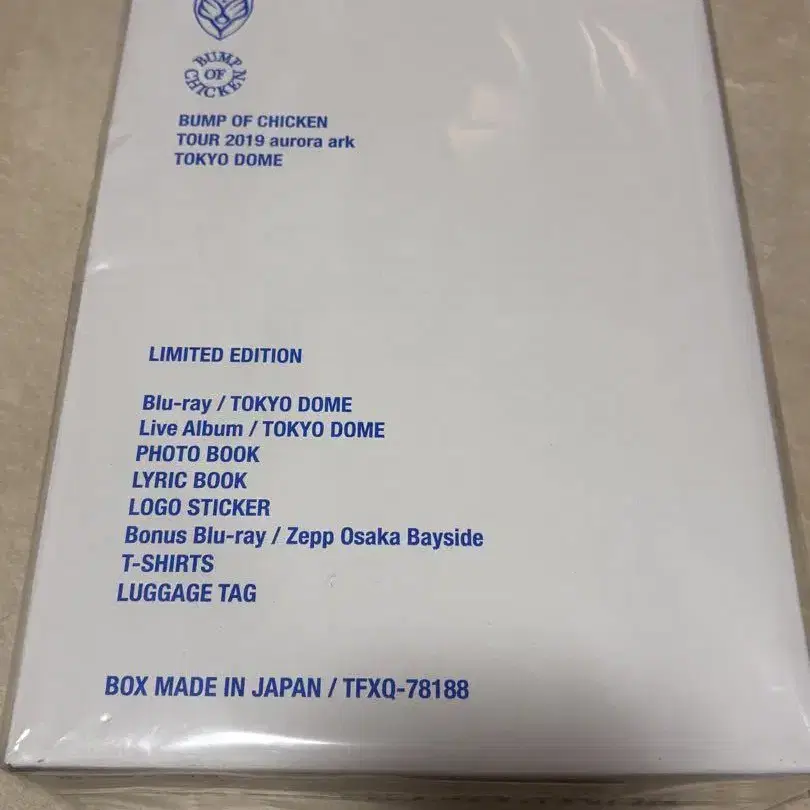 BUMP
OF
CHICKEN
BUMP OF CHICKEN
TOUR 2019 aurora ark
TOKYO DOME
LIMITED EDITION
Blu-ray / TOKYO DOME
Live Album / TOKYO DOME
PHOTO BOOK
LYRIC BOOK
LOGO STICKER
Bonus Blu-ray / Zepp Osaka Bayside
T-SHIRTS
LUGGAGE TAG
BOX MADE IN JAPAN / TFXQ-78188